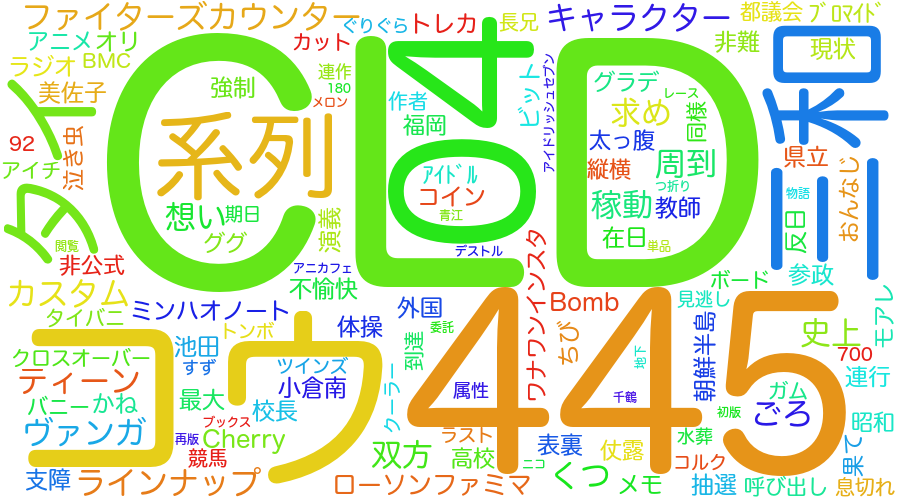 ファイターズカウンター
ぐりぐら
トレカ
長兄
キャラクター
都議会
ﾌﾞﾛﾏｲﾄﾞ
アニメ
オリ
カット
非難
現状
三和
ラジオ
BMC
連作
180
メロン
美佐子
強制
作者
ビット
アイドリッシュセブン
グラデ
レース
タイ
CLD
04
92
泣き虫
系列
福岡
求め
太っ腹
同様
アイチ
ｱｲﾄﾞﾙ
縦横
周到
県立
コイン
青江
つ折り
物語
想い
期日
稼動
教師
おんなじ
閲覧
ググ
演義
デストル
在日
単品
反日
非公式
アニカフェ
不愉快
ワナワンインスタ
ボード
参政
カスタム
タイバニ
ミンハオノート
外国
Bomb
見逃し
モアレ
トンボ
体操
委託
445
ちび
朝鮮半島
史上
コウ
クロスオーバー
池田
すず
ツインズ
到達
地下
700
ティーン
小倉南
クーラー
属性
千鶴
ガム
連行
バニー
かね
最大
校長
初版
ごろ
昭和
ヴァンガ
ブックス
再版
Cherry
双方
ラスト
表裏
仗露
水葬
果て
支障
ラインナップ
競馬
高校
ニコ
コルク
ローソンファミマ
くつ
メモ
抽選
呼び出し
息切れ